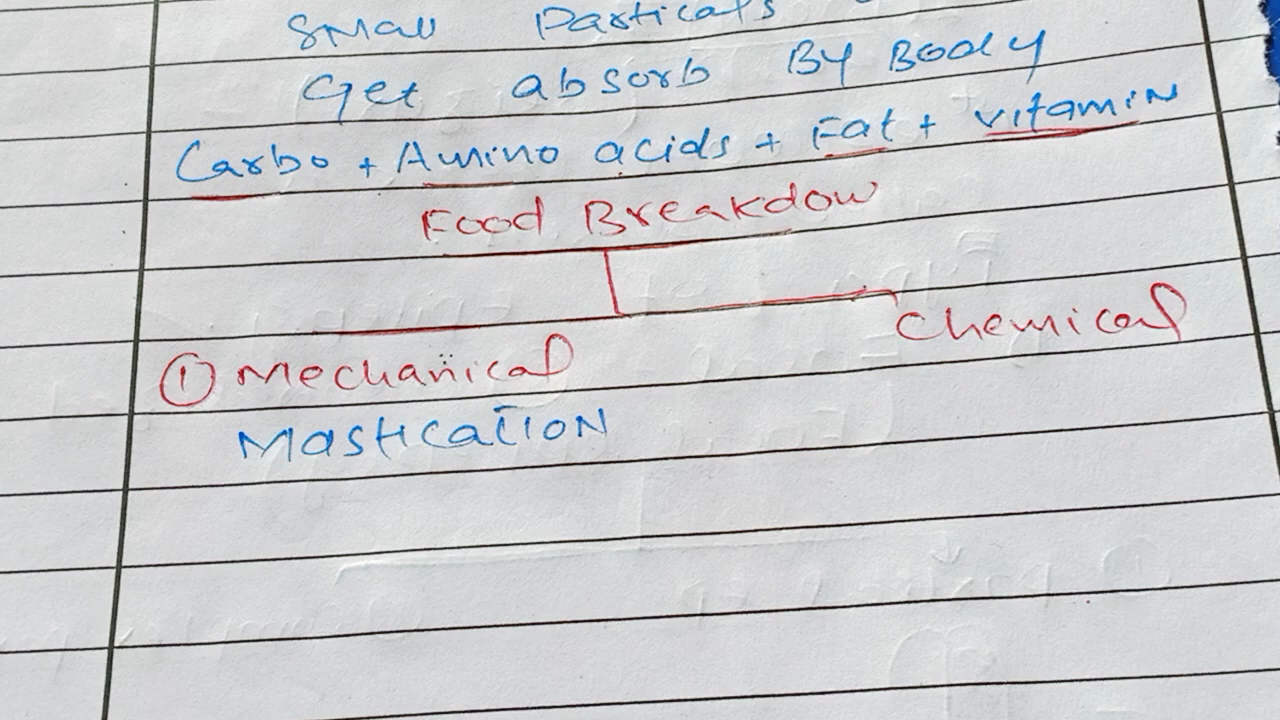 Small Particals
Get absorb By Body
Carbo + Amino acids + Fat + vitamin
Food Breakdow
Chemical
① Mechanical
Mastication